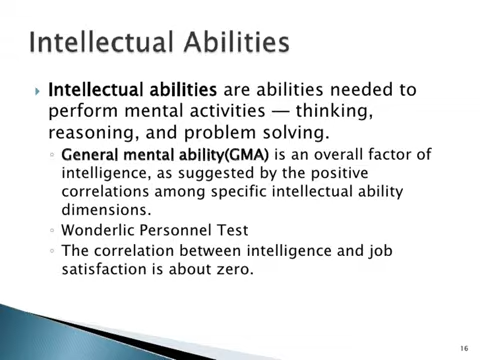 Intellectual Abilities
Intellectual abilities are abilities needed to
perform mental activities — thinking,
reasoning, and problem solving.
General mental ability(GMA) is an overall factor of
intelligence, as suggested by the positive
correlations among specific intellectual ability
dimensions.
Wonderlic Personnel Test
The correlation between intelligence and job
satisfaction is about zero.
16